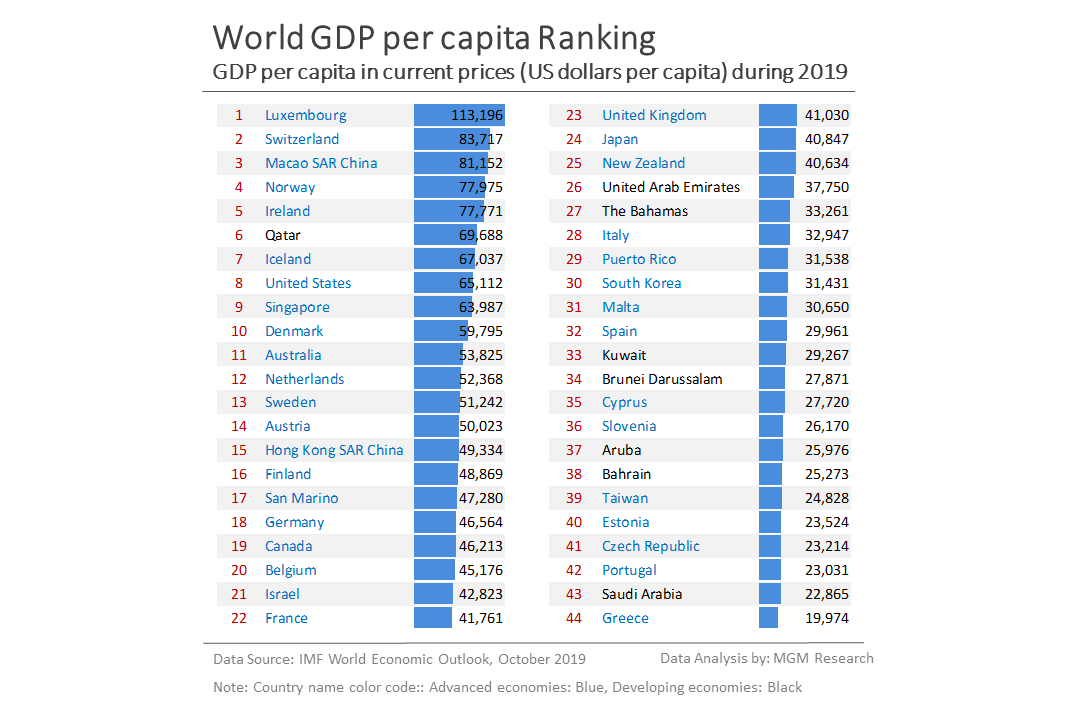 World GDP per capita Ranking
GDP per capita in current prices (US dollars per capita) during 2019
1 Luxembourg 113,196
2 Switzerland 83,717
3 Macao SAR China 81,152
4 Norway 77,975
5 Ireland 77,771
6 Qatar 69,688
7 Iceland 67,037
8 United States 65,112
9 Singapore 63,987
10 Denmark 59,795
11 Australia 53,825
12 Netherlands 52,368
13 Sweden 51,242
14 Austria 50,023
15 Hong Kong SAR China 49,334
16 Finland 48,869
17 San Marino 47,280
18 Germany 46,564
19 Canada 46,213
20 Belgium 45,176
21 Israel 42,823
22 France 41,761
23 United Kingdom 41,030
24 Japan 40,847
25 New Zealand 40,634
26 United Arab Emirates 37,750
27 The Bahamas 33,261
28 Italy 32,947
29 Puerto Rico 31,538
30 South Korea 31,431
31 Malta 30,650
32 Spain 29,961
33 Kuwait 29,267
34 Brunei Darussalam 27,871
35 Cyprus 27,720
36 Slovenia 26,170
37 Aruba 25,976
38 Bahrain 25,273
39 Taiwan 24,828
40 Estonia 23,524
41 Czech Republic 23,214
42 Portugal 23,031
43 Saudi Arabia 22,865
44 Greece 19,974
Data Source: IMF World Economic Outlook, October 2019
Data Analysis by: MGM Research
Note: Country name color code:: Advanced economies: Blue, Developing economies: Black